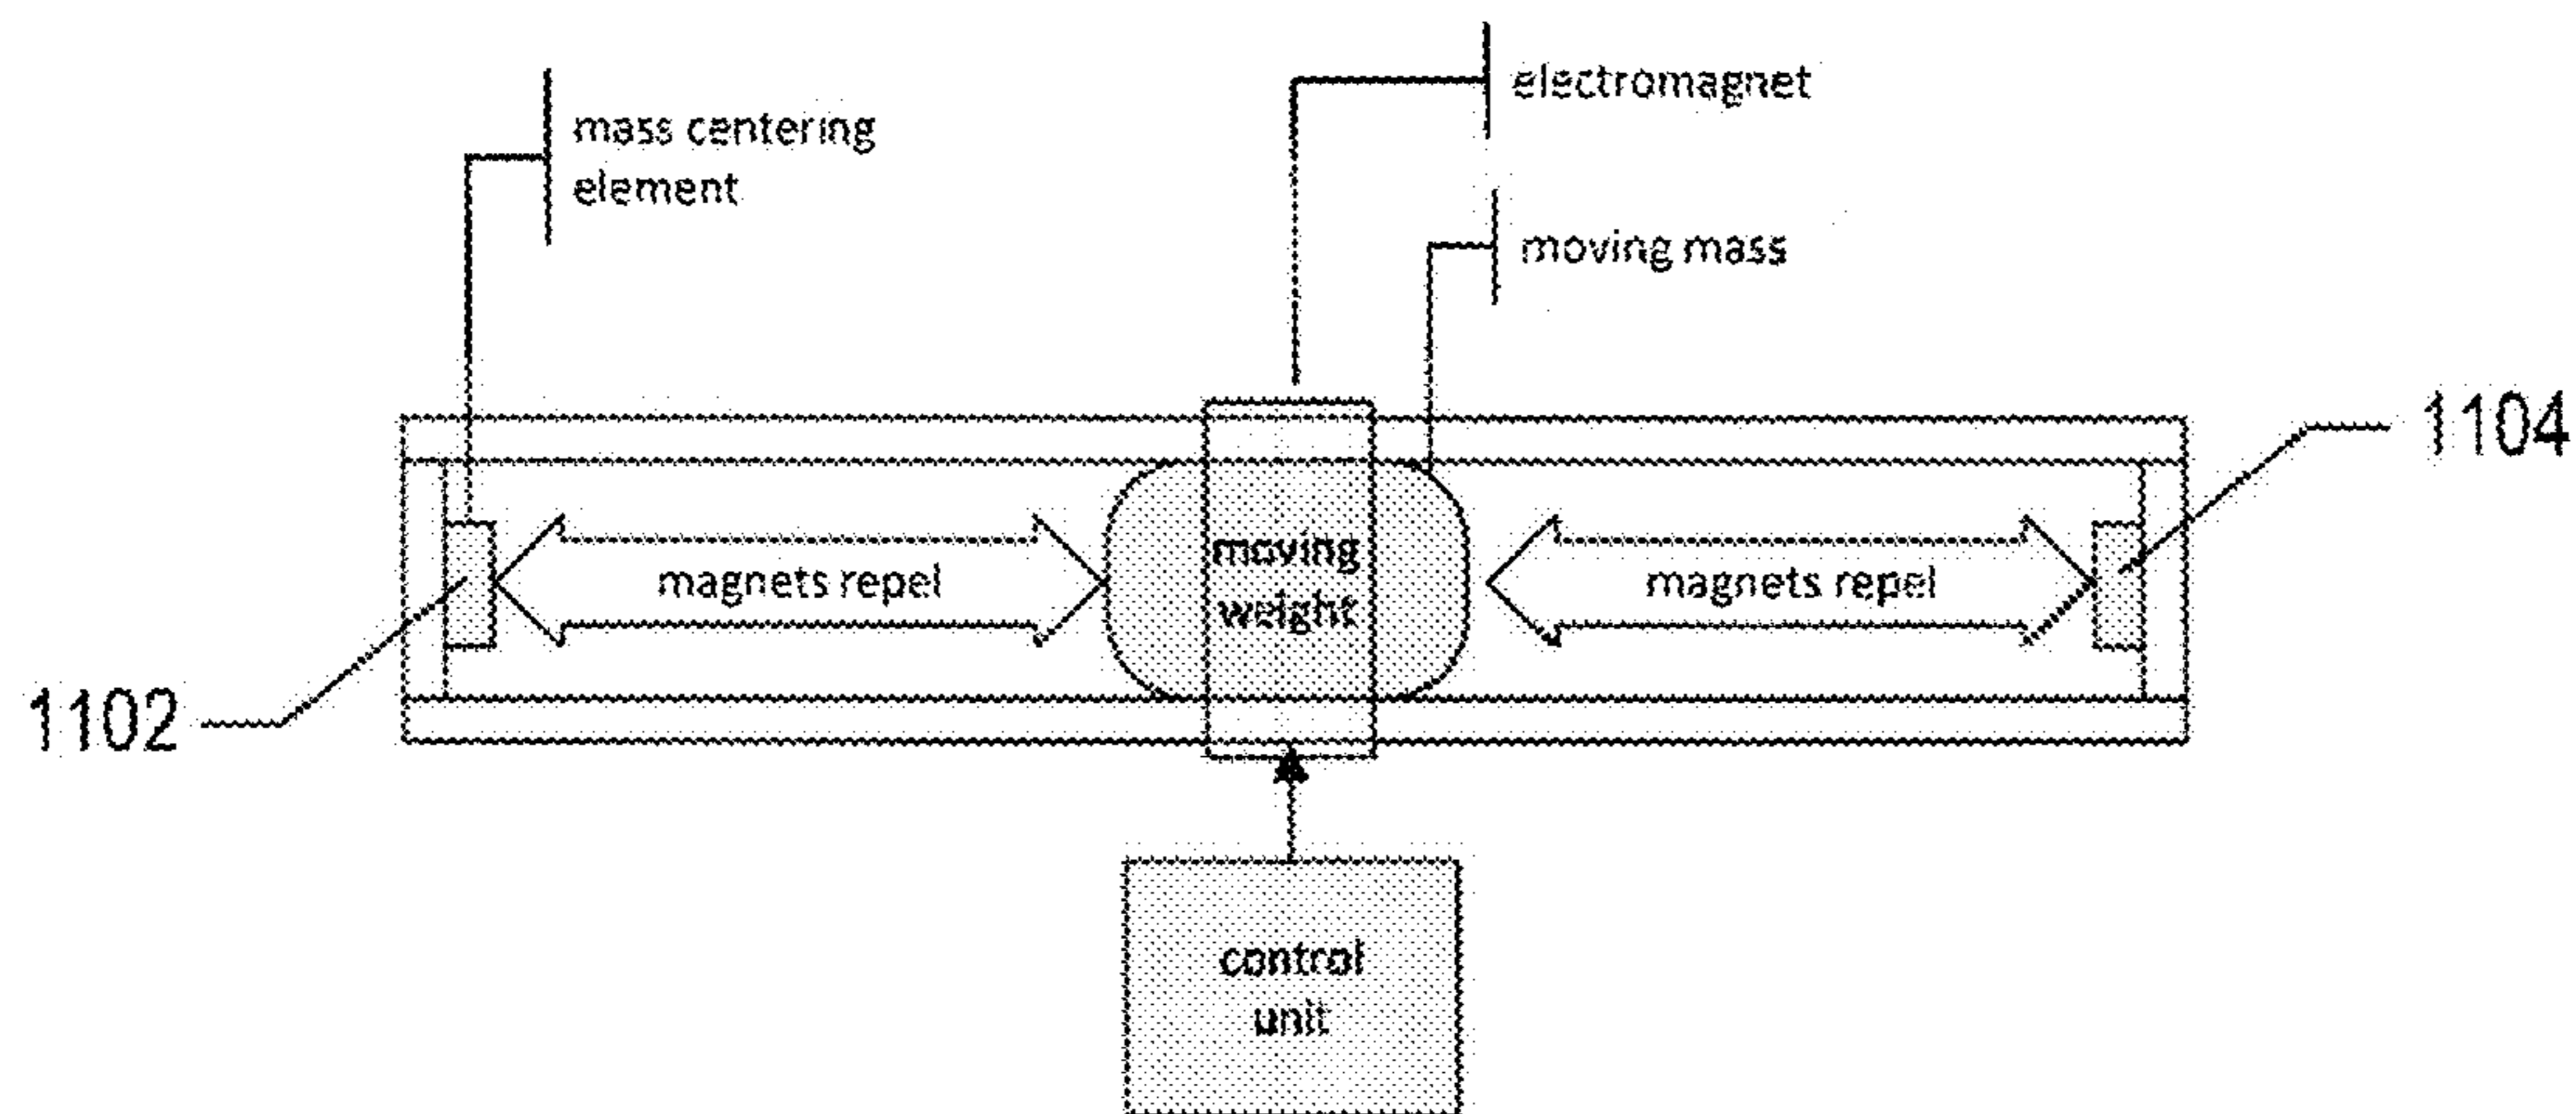 electromagnet
mass centering
element
moving mass
1104
magnets repel
moving
weight
magnets repel
1102
control
unit